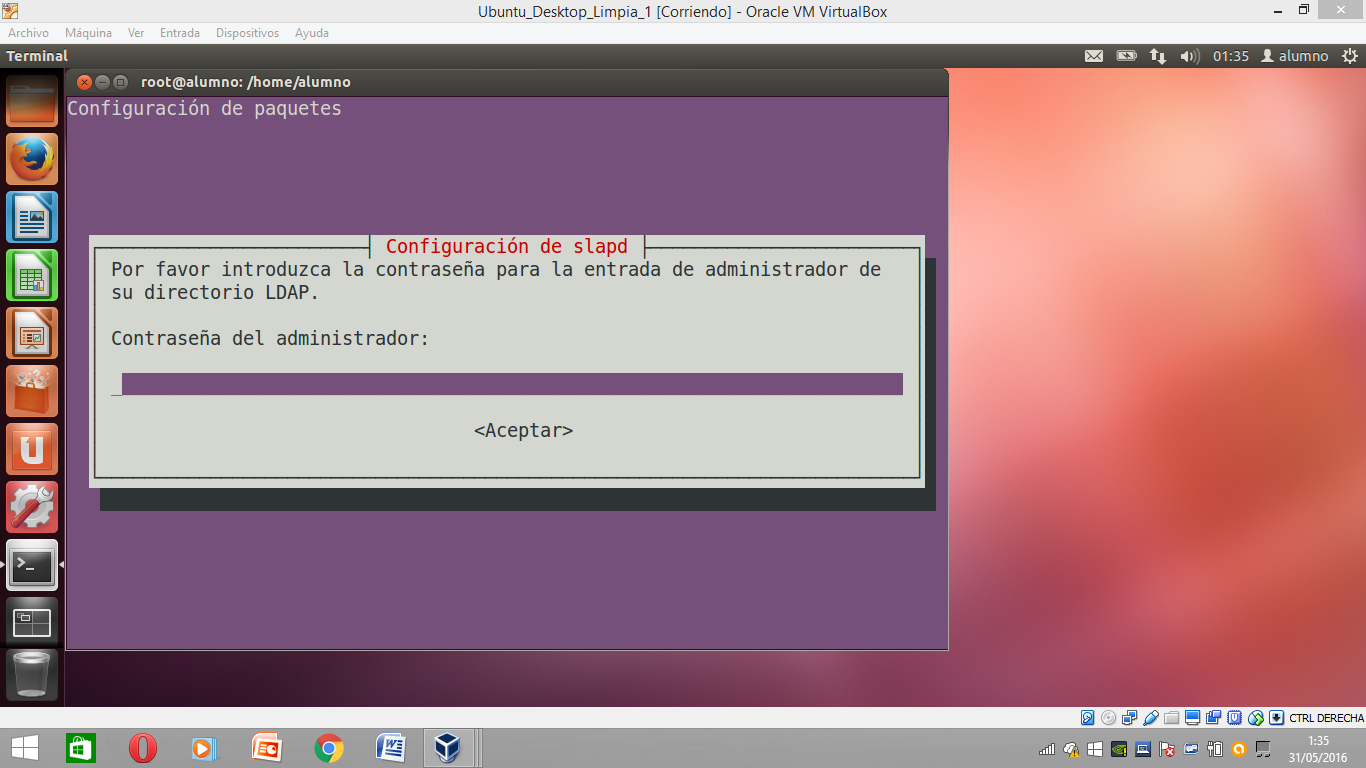 Ubuntu_Desktop_Limpia_1 [Corriendo] - Oracle VM VirtualBox
Archivo Máquina Ver Entrada Dispositivos Ayuda
Terminal 01:35 alumno
root@alumno: /home/alumno
Configuración de paquetes
Configuración de slapd
Por favor introduzca la contraseña para la entrada de administrador de
su directorio LDAP.
Contraseña del administrador:
<Aceptar>
CTRL DERECHA
1:35
31/05/2016